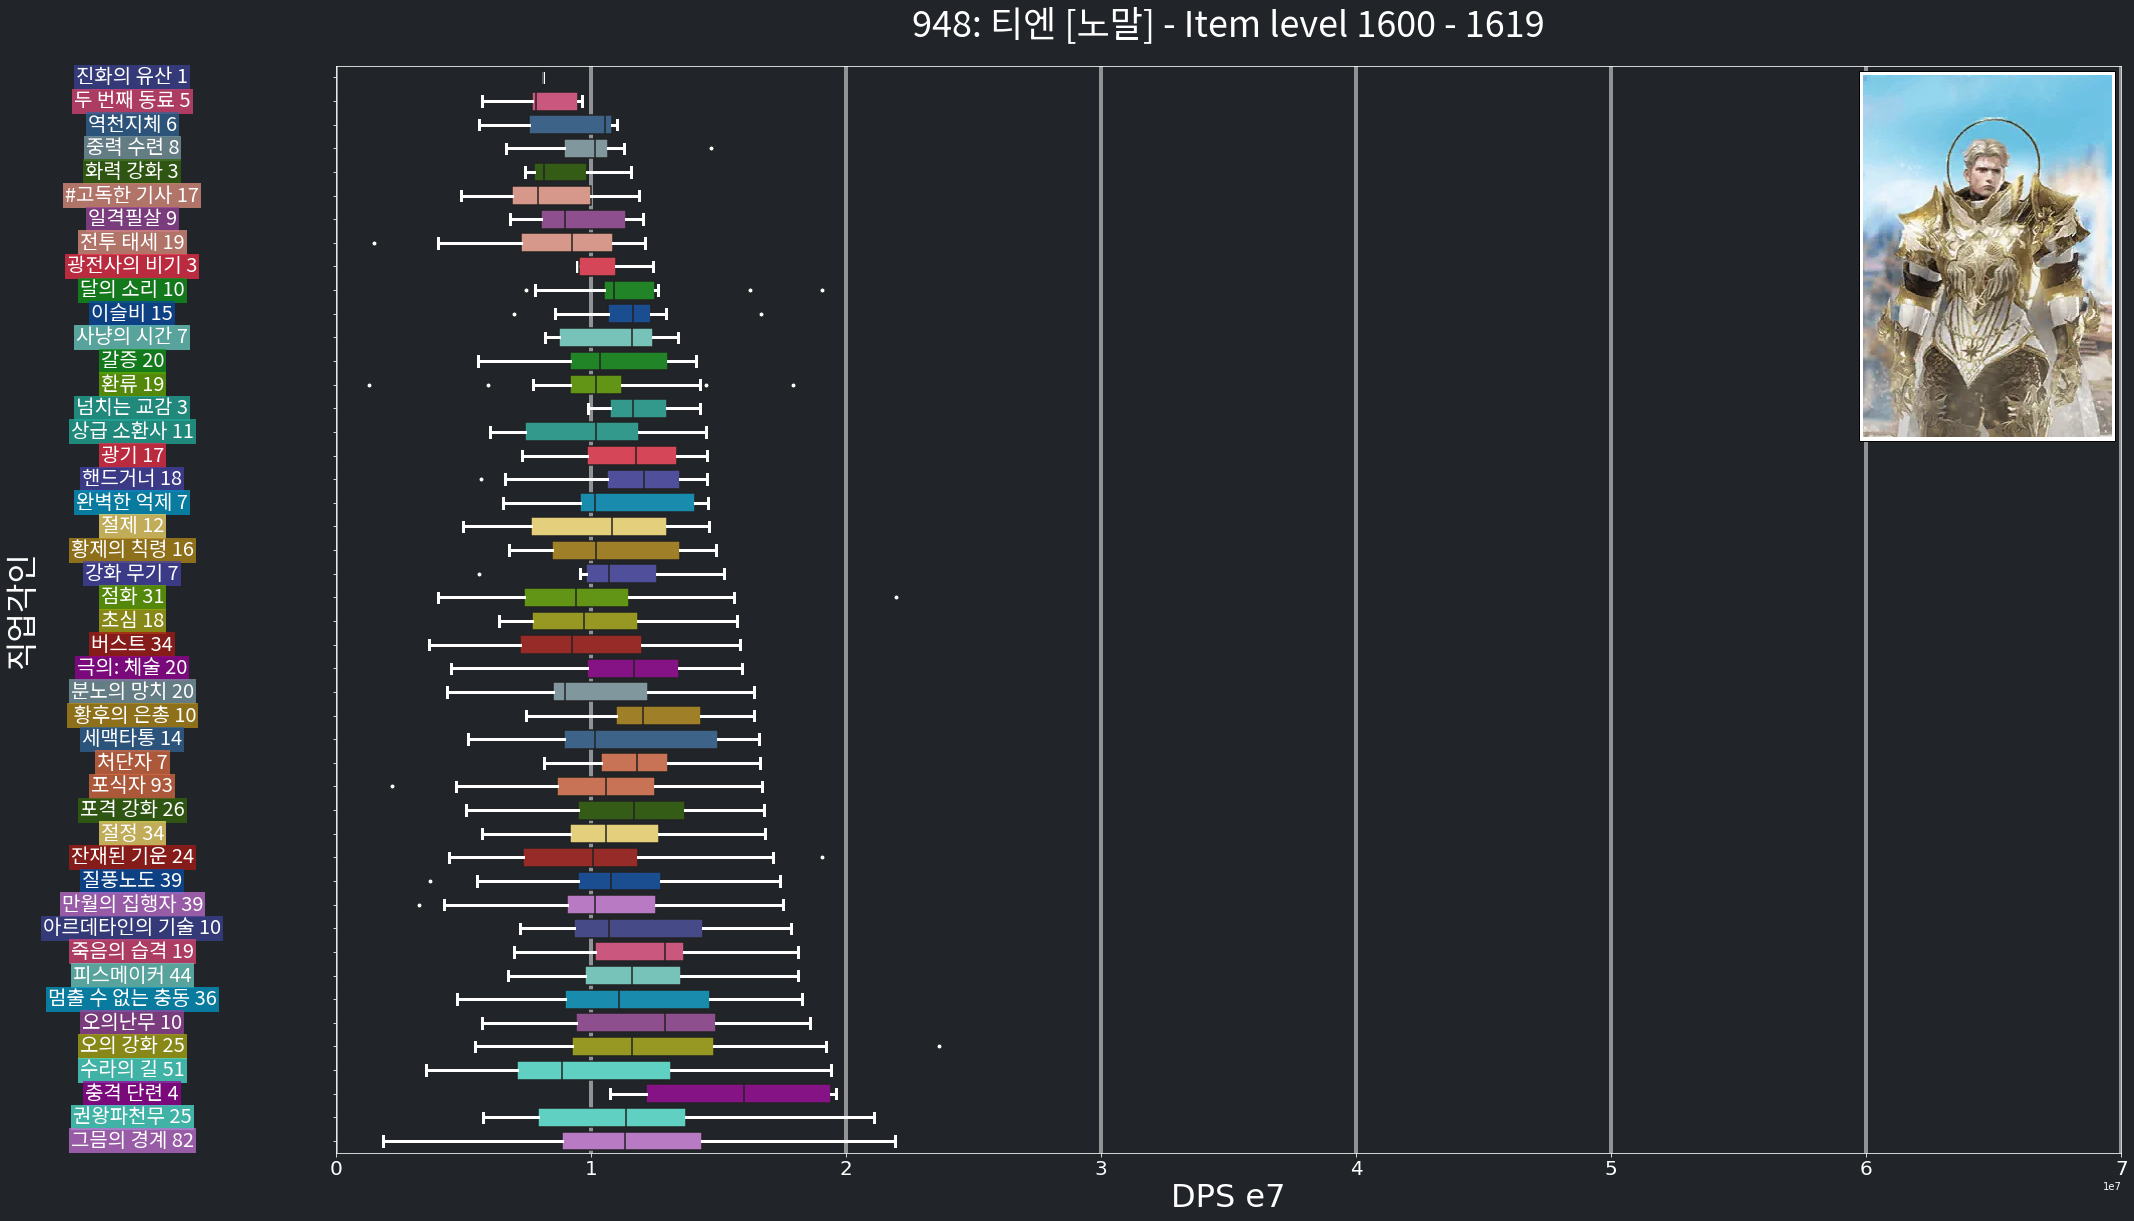 948: 티엔 [노말] - Item level 1600 - 1619
직업각인
진화의 유산 1
두 번째 동료 5
역천지체 6
중력 수련 8
화력 강화 3
#고독한 기사 17
일격필살 9
전투 태세 19
광전사의 비기 3
달의 소리 10
이슬비 15
사냥의 시간 7
갈증 20
환류 19
넘치는 교감 3
상급 소환사 11
광기 17
핸드거너 18
완벽한 억제 7
절제 12
황제의 칙령 16
강화 무기 7
점화 31
초심 18
버스트 34
극의: 체술 20
분노의 망치 20
황후의 은총 10
세맥타통 14
처단자 7
포식자 93
포격 강화 26
절정 34
잔재된 기운 24
질풍노도 39
만월의 집행자 39
아르데타인의 기술 10
죽음의 습격 19
피스메이커 44
멈출 수 없는 충동 36
오의난무 10
오의 강화 25
수라의 길 51
충격 단련 4
권왕파천무 25
그믐의 경계 82
0 1 2 3 4 5 6 7
1e7
DPS e7